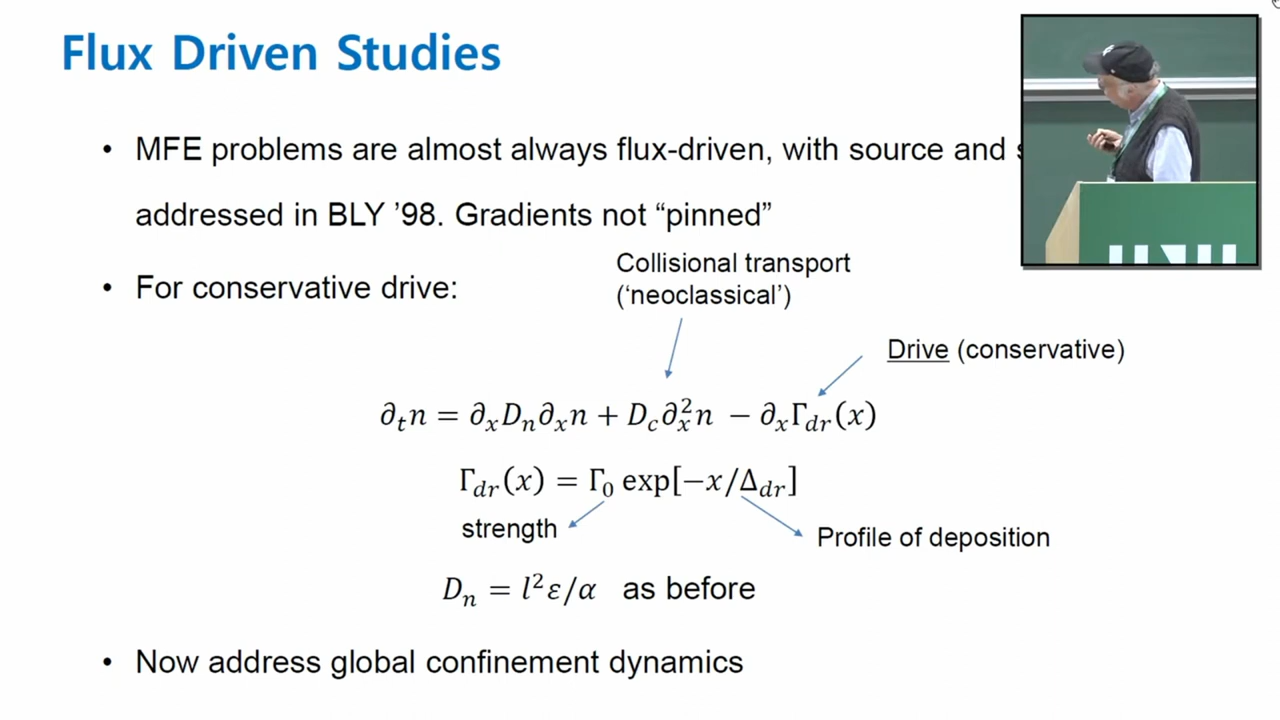 Flux Driven Studies
• MFE problems are almost always flux-driven, with source and
addressed in BLY ’98. Gradients not “pinned”
• For conservative drive:
Collisional transport
(‘neoclassical’)
Drive (conservative)
∂ₜn = ∂ₓDₙ∂ₓn + D_c∂ₓ²n − ∂ₓΓ_dr(x)
Γ_dr(x) = Γ₀ exp[−x/Δ_dr]
strength
Profile of deposition
Dₙ = l²ε/α as before
• Now address global confinement dynamics